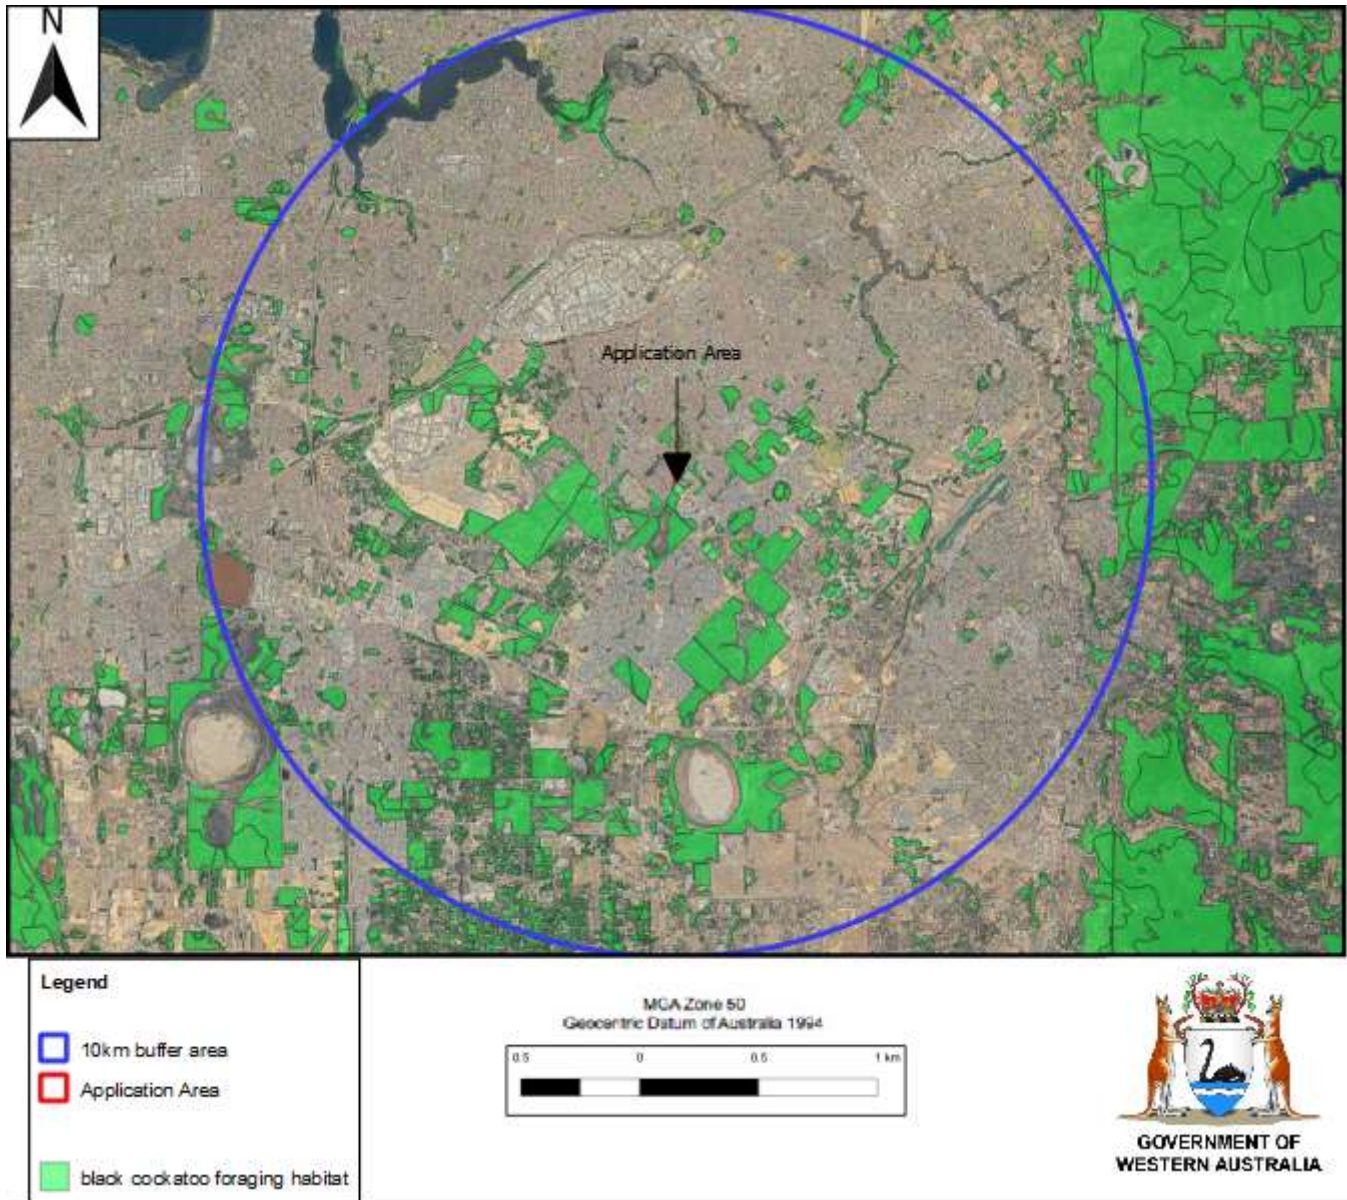 N
Application Area
Legend
10km buffer area
Application Area
black cockatoo foraging habitat
MGA Zone 50
Geocentric Datum of Australia 1994
0.5 0 0.5 1 km
GOVERNMENT OF
WESTERN AUSTRALIA